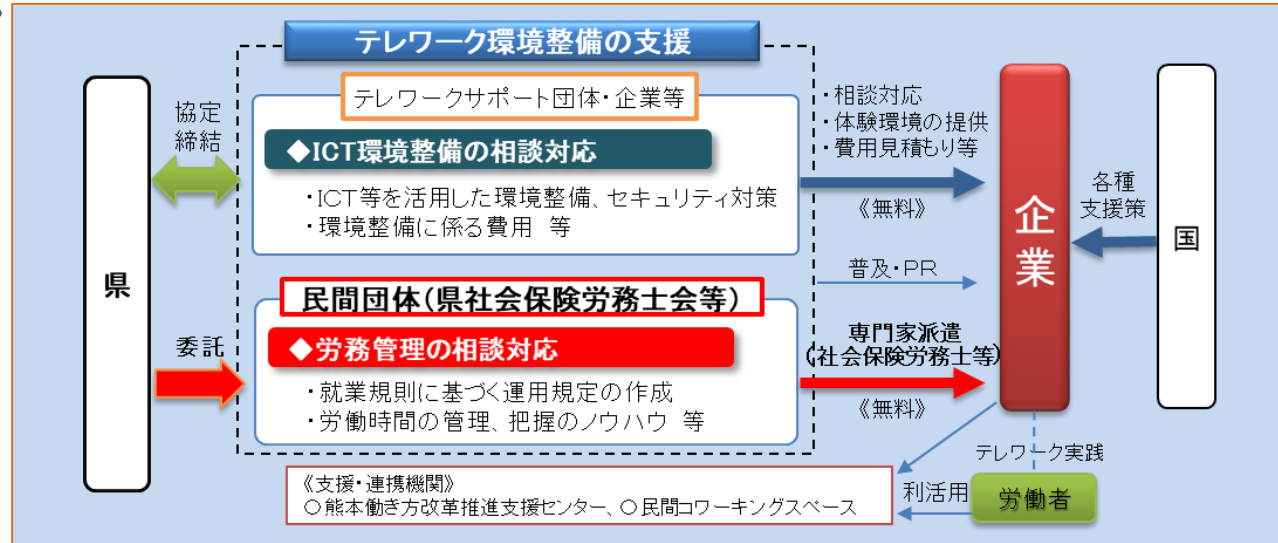 テレワーク環境整備の支援
県
協定
締結
委託
テレワークサポート団体・企業等
◆ICT環境整備の相談対応
・ICT等を活用した環境整備、セキュリティ対策
・環境整備に係る費用 等
民間団体(県社会保険労務士会等)
◆労務管理の相談対応
・就業規則に基づく運用規定の作成
・労働時間の管理、把握のノウハウ 等
・相談対応
・体験環境の提供
・費用見積もり等
《無料》
普及・PR
専門家派遣
(社会保険労務士等)
《無料》
企業
各種
支援策
国
テレワーク実践
労働者
利活用
《支援・連携機関》
○熊本働き方改革推進支援センター、○民間コワーキングスペース